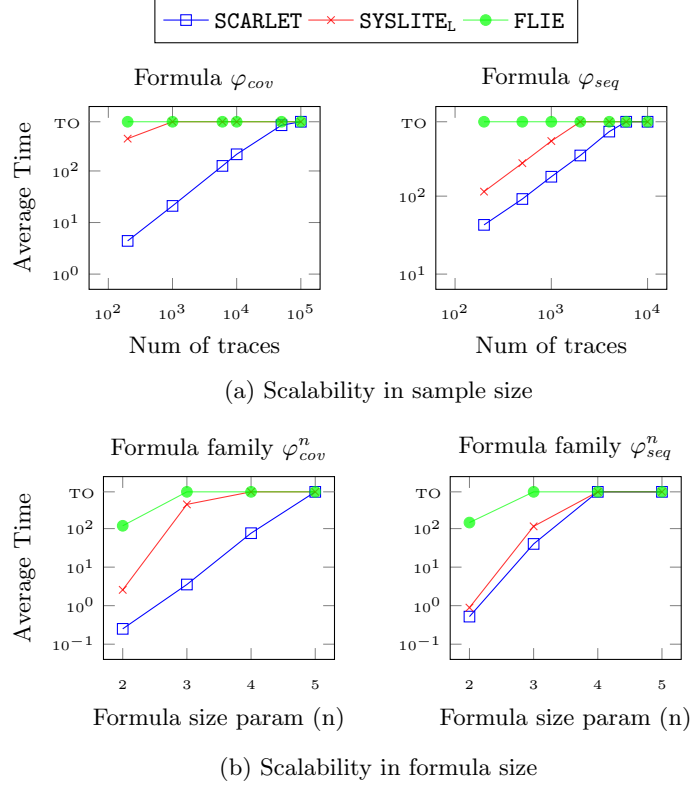 SCARLET SYSLITE_L FLIE
Formula φ_cov
Formula φ_seq
Average Time
TO
10^2
10^1
10^0
10^2 10^3 10^4 10^5
Num of traces
TO
10^2
10^1
10^2 10^3 10^4
Num of traces
(a) Scalability in sample size
Formula family φ^n_cov
Formula family φ^n_seq
Average Time
TO
10^2
10^1
10^0
10^−1
2 3 4 5
Formula size param (n)
TO
10^2
10^1
10^0
10^−1
2 3 4 5
Formula size param (n)
(b) Scalability in formula size